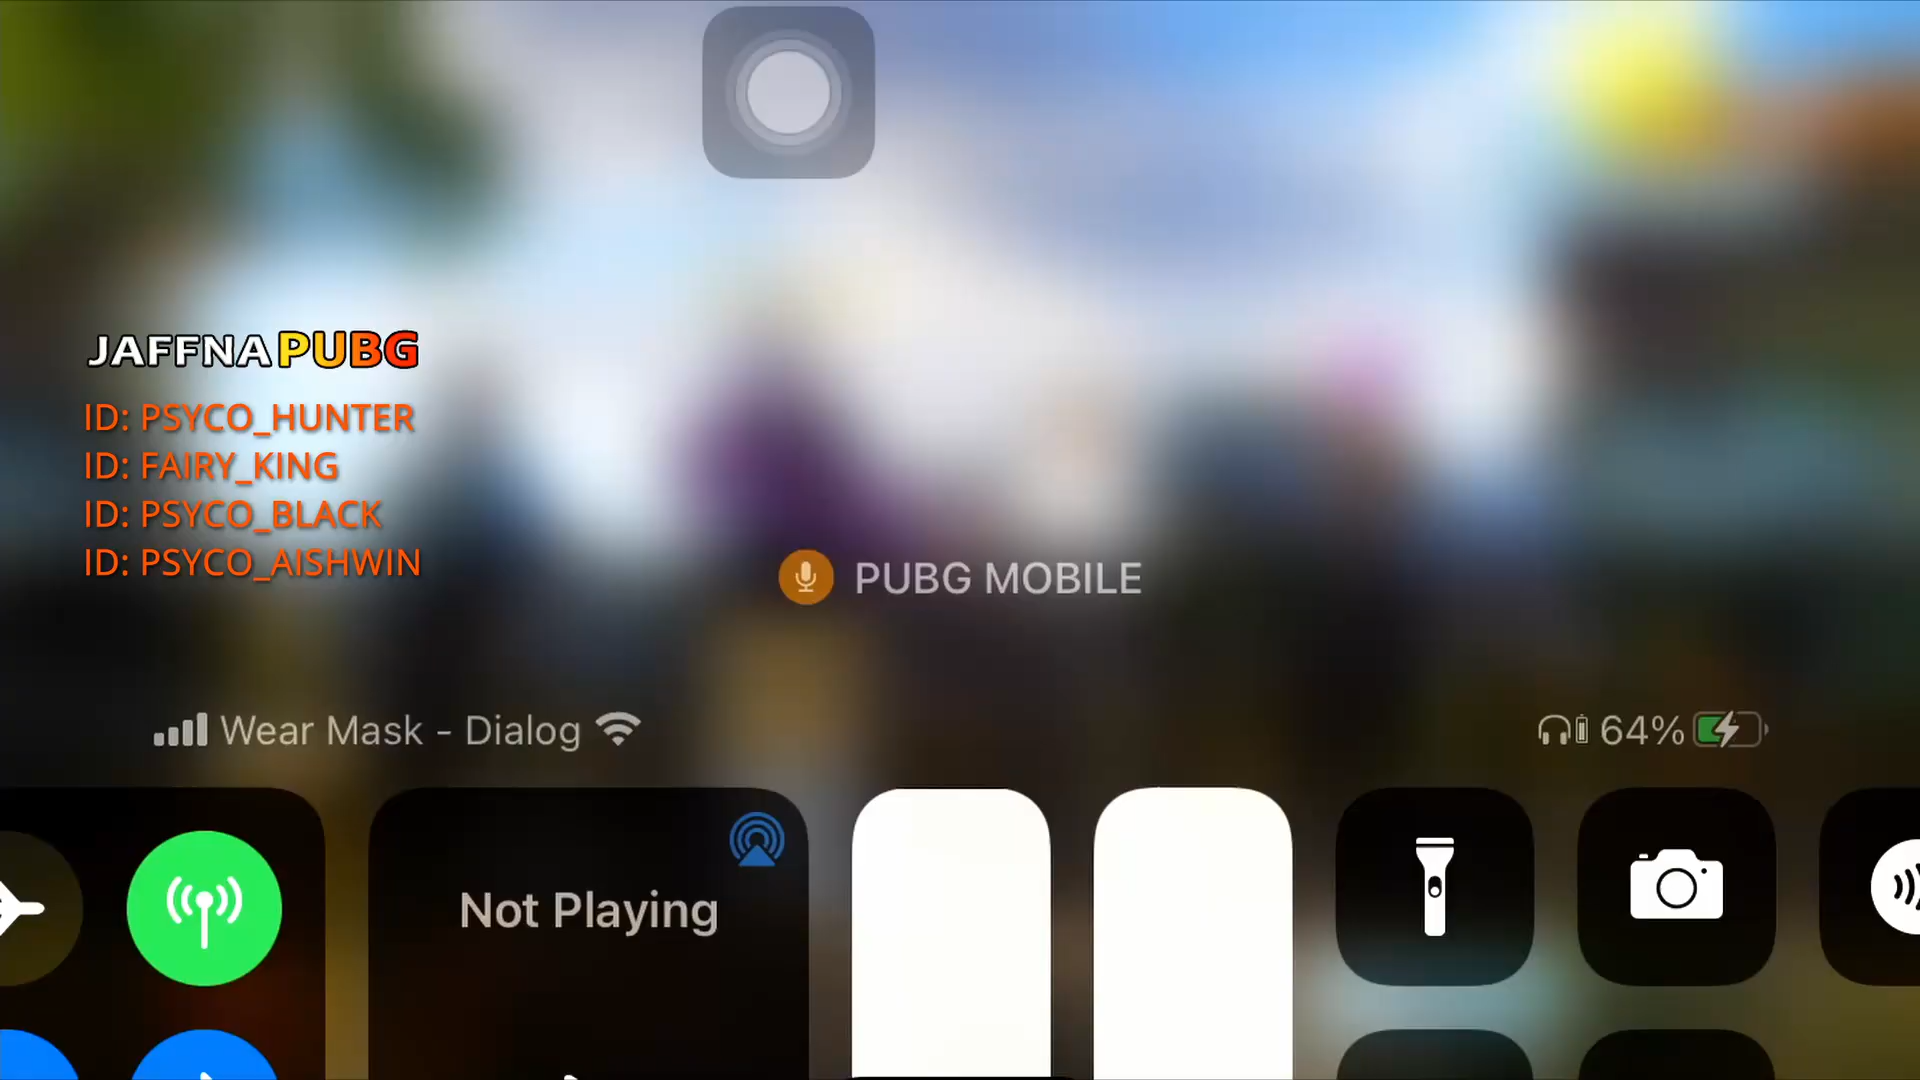 JAFFNA PUBG
ID: PSYCO_HUNTER
ID: FAIRY_KING
ID: PSYCO_BLACK
ID: PSYCO_AISHWIN
PUBG MOBILE
Wear Mask - Dialog
64%
Not Playing